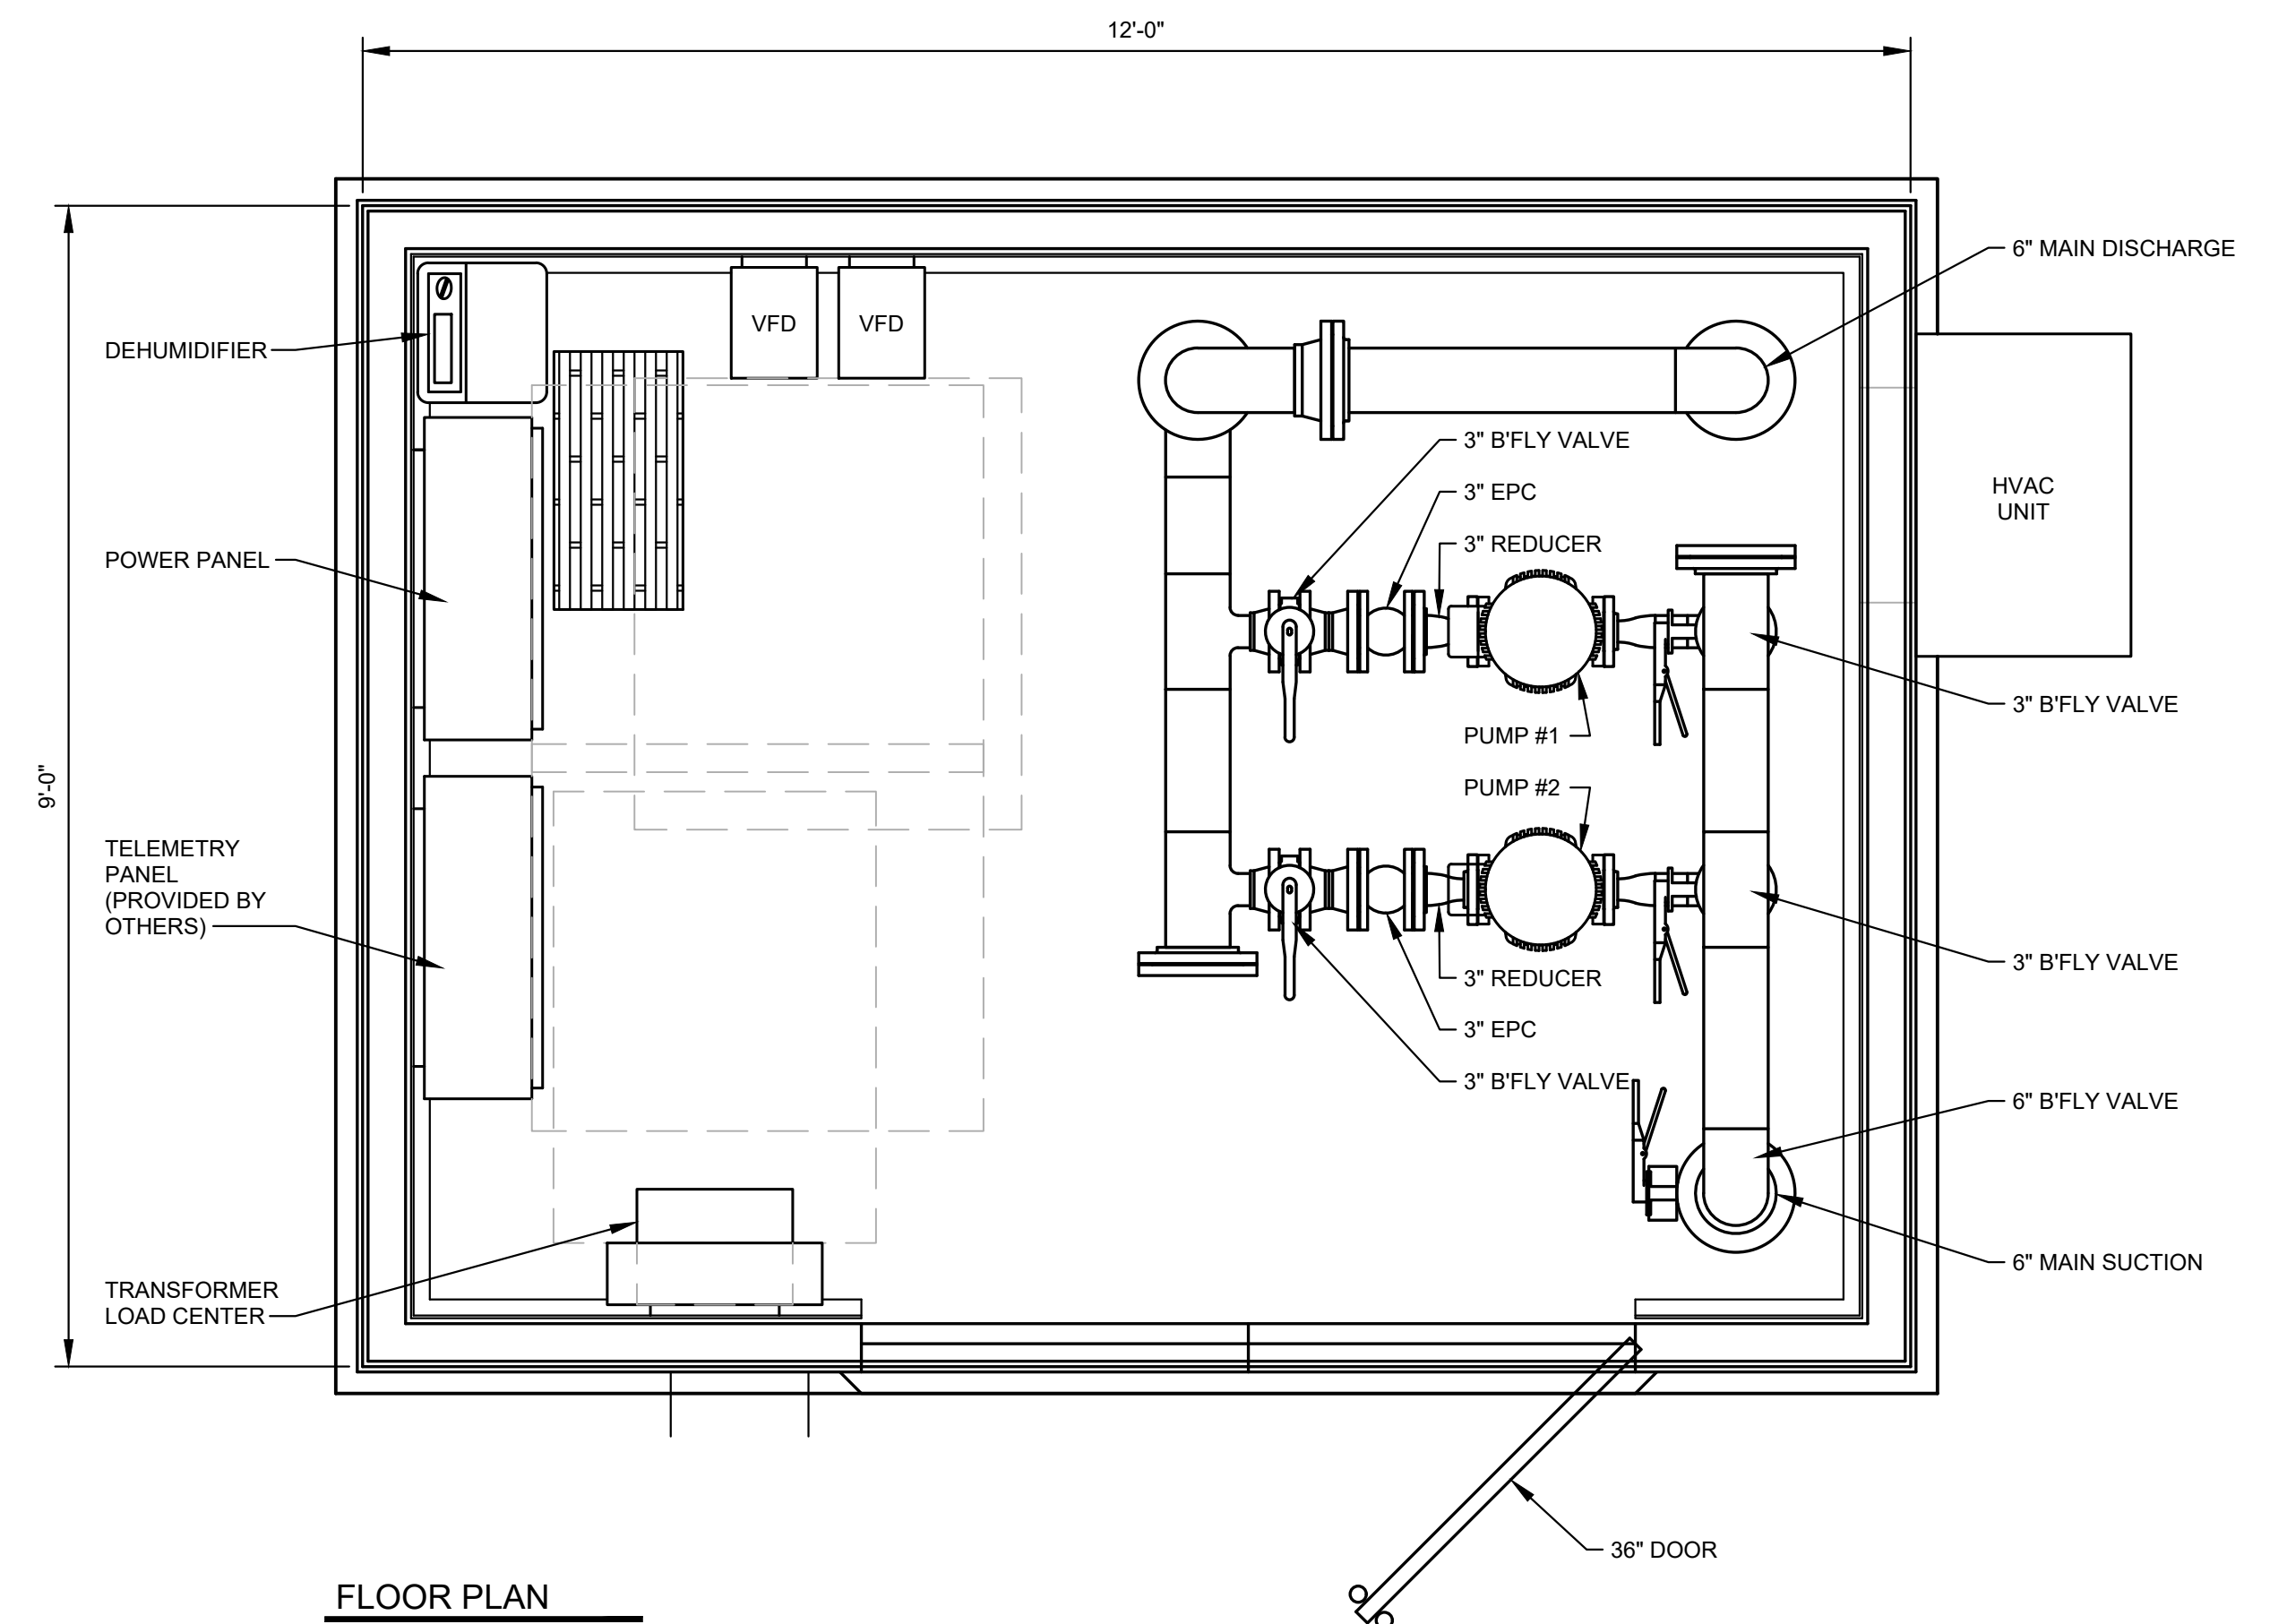 12'-0"
6" MAIN DISCHARGE
VFD
VFD
DEHUMIDIFIER
3" B'FLY VALVE
3" EPC
HVAC
UNIT
3" REDUCER
POWER PANEL
3" B'FLY VALVE
PUMP #1
9'-0"
PUMP #2
TELEMETRY
PANEL
(PROVIDED BY
OTHERS)
3" B'FLY VALVE
3" REDUCER
3" EPC
3" B'FLY VALVE
6" B'FLY VALVE
6" MAIN SUCTION
TRANSFORMER
LOAD CENTER
36" DOOR
FLOOR PLAN